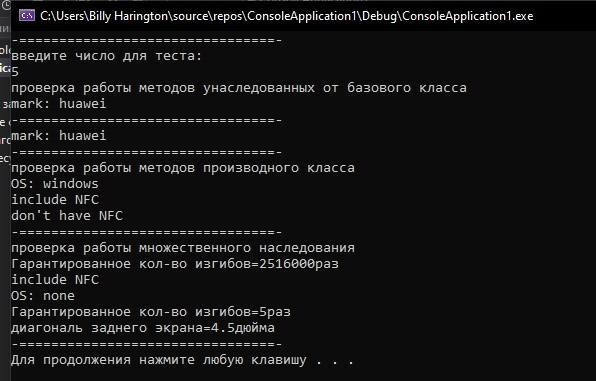 C:\Users\Billy Harington\source\repos\ConsoleApplication1\Debug\ConsoleApplication1.exe
-================================-
введите число для теста:
5
проверка работы методов унаследованных от базового класса
mark: huawei
-================================-
mark: huawei
-================================-
проверка работы методов производного класса
OS: windows
include NFC
don't have NFC
-================================-
проверка работы множественного наследования
Гарантированное кол-во изгибов=2516000раз
include NFC
OS: none
Гарантированное кол-во изгибов=5раз
диагональ заднего экрана=4.5дюйма
-================================-
Для продолжения нажмите любую клавишу . . .